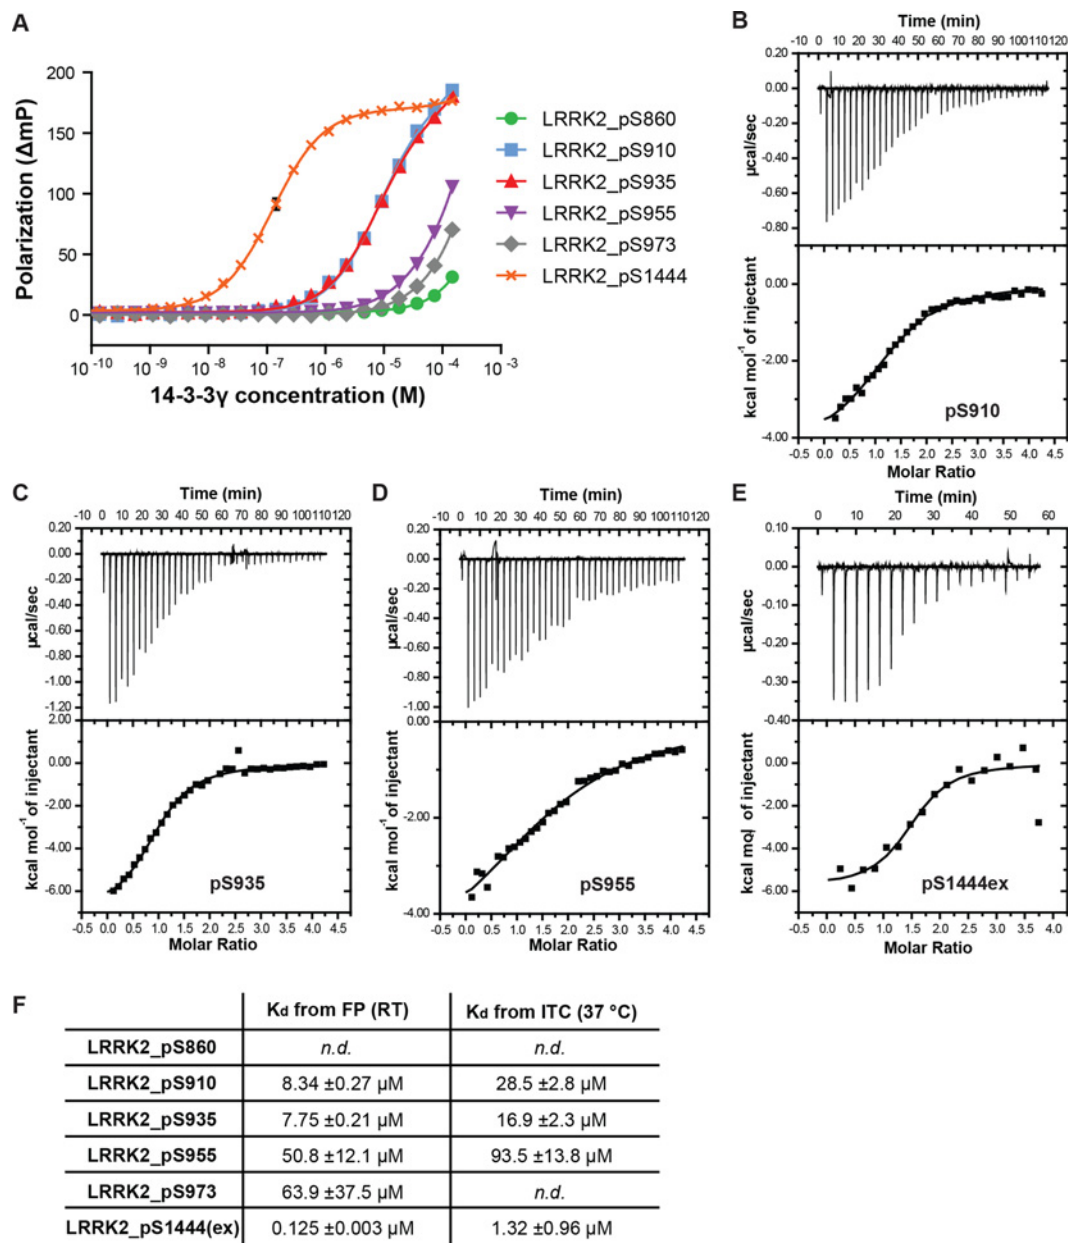 A
Polarization (ΔmP)
200
150
100
50
0
10-10 10-9 10-8 10-7 10-6 10-5 10-4 10-3
14-3-3γ concentration (M)
LRRK2_pS860
LRRK2_pS910
LRRK2_pS935
LRRK2_pS955
LRRK2_pS973
LRRK2_pS1444
B
Time (min)
-10 0 10 20 30 40 50 60 70 80 90 100 110 120
0.20
0.00
-0.20
-0.40
-0.60
-0.80
µcal/sec
0.00
-2.00
-4.00
kcal mol-1 of injectant
pS910
-0.5 0.0 0.5 1.0 1.5 2.0 2.5 3.0 3.5 4.0 4.5
Molar Ratio
C
Time (min)
-10 0 10 20 30 40 50 60 70 80 90 100 110 120
0.20
0.00
-0.20
-0.40
-0.60
-0.80
-1.00
-1.20
µcal/sec
2.00
0.00
-2.00
-4.00
-6.00
kcal mol-1 of injectant
pS935
-0.5 0.0 0.5 1.0 1.5 2.0 2.5 3.0 3.5 4.0 4.5
Molar Ratio
D
Time (min)
-10 0 10 20 30 40 50 60 70 80 90 100 110 120
0.20
0.00
-0.20
-0.40
-0.60
-0.80
-1.00
µcal/sec
0.00
-2.00
-4.00
kcal mol-1 of injectant
pS955
-0.5 0.0 0.5 1.0 1.5 2.0 2.5 3.0 3.5 4.0 4.5
Molar Ratio
E
Time (min)
0 10 20 30 40 50 60
0.10
0.00
-0.10
-0.20
-0.30
-0.40
µcal/sec
0.00
-2.00
-4.00
-6.00
kcal mol-1 of injectant
pS1444ex
-0.5 0.0 0.5 1.0 1.5 2.0 2.5 3.0 3.5 4.0 4.5
Molar Ratio
F
Kd from FP (RT) Kd from ITC (37 °C)
LRRK2_pS860 n.d. n.d.
LRRK2_pS910 8.34 ±0.27 µM 28.5 ±2.8 µM
LRRK2_pS935 7.75 ±0.21 µM 16.9 ±2.3 µM
LRRK2_pS955 50.8 ±12.1 µM 93.5 ±13.8 µM
LRRK2_pS973 63.9 ±37.5 µM n.d.
LRRK2_pS1444(ex) 0.125 ±0.003 µM 1.32 ±0.96 µM